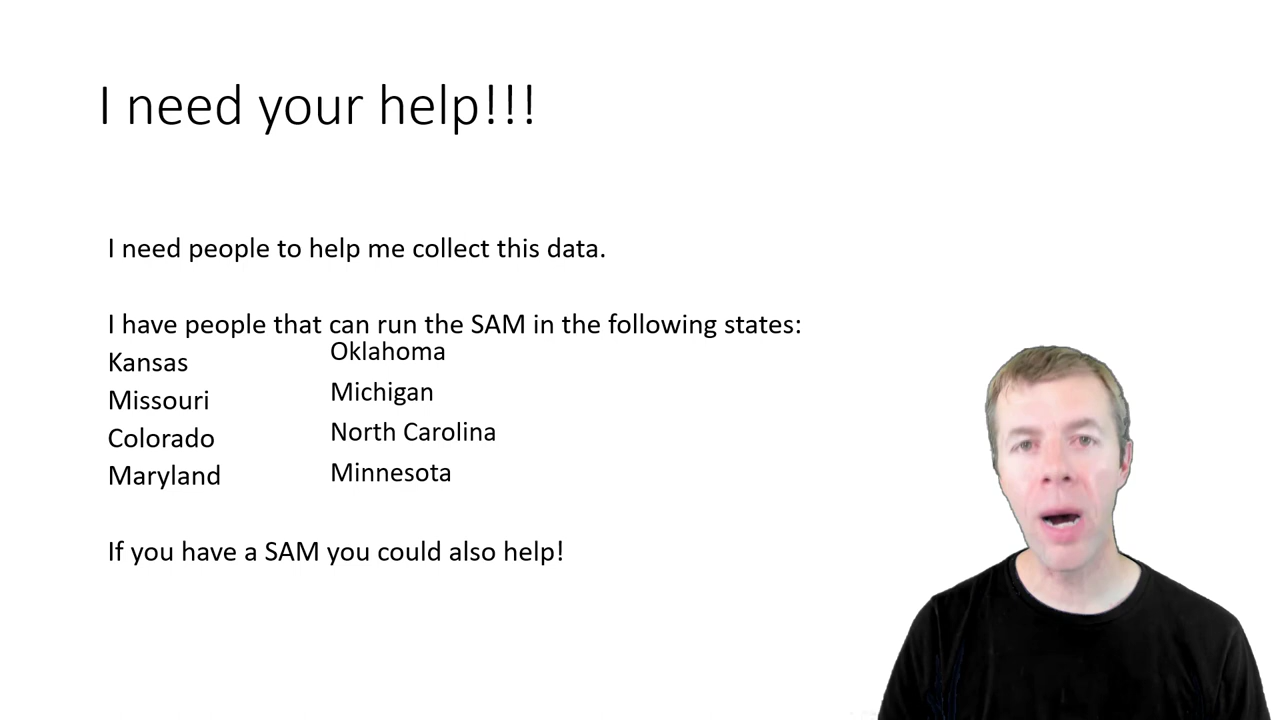 I need your help!!!
I need people to help me collect this data.
I have people that can run the SAM in the following states:
Kansas
Missouri
Colorado
Maryland
Oklahoma
Michigan
North Carolina
Minnesota
If you have a SAM you could also help!